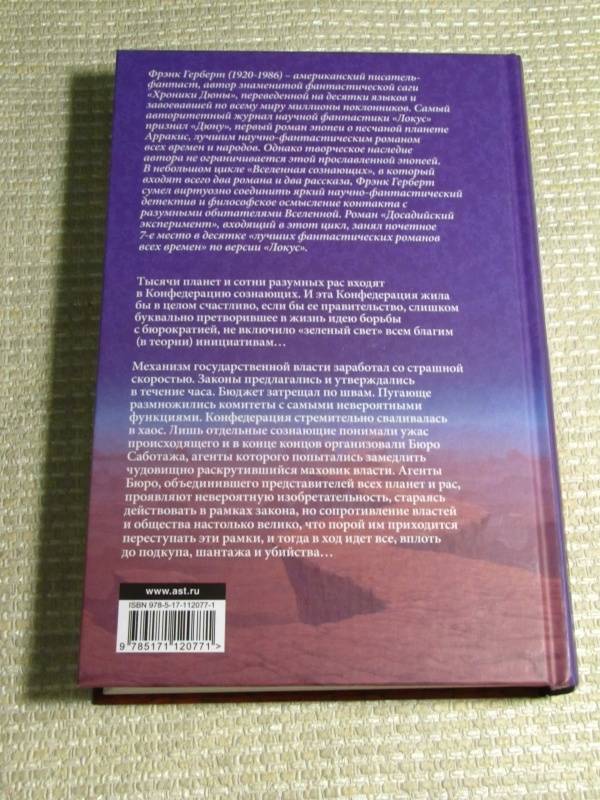 Фрэнк Герберт (1920-1986) – американский писатель-
фантаст, автор знаменитой фантастической саги
«Хроники Дюны», переведенной на десятки языков и
завоевавшей по всему миру миллионы поклонников. Самый
авторитетный журнал научной фантастики «Локус»
признал «Дюну», первый роман эпопеи о песчаной планете
Арракис, лучшим научно-фантастическим романом
всех времен и народов. Однако творческое наследие
автора не ограничивается этой прославленной эпопеей.
В небольшом цикле «Вселенная сознающих», в который
входят всего два романа и два рассказа, Фрэнк Герберт
сумел виртуозно соединить яркий научно-фантастический
детектив и философское осмысление контакта с
разумными обитателями Вселенной. Роман «Досадийский
эксперимент», входящий в этот цикл, занял почетное
7-е место в десятке «лучших фантастических романов
всех времен» по версии «Локус».
Тысячи планет и сотни разумных рас входят
в Конфедерацию сознающих. И эта Конфедерация жила
бы в целом счастливо, если бы ее правительство, слишком
буквально претворившее в жизнь идею борьбы
с бюрократией, не включило «зеленый свет» всем благим
(в теории) инициативам…
Механизм государственной власти заработал со страшной
скоростью. Законы предлагались и утверждались
в течение часа. Бюджет затрещал по швам. Пугающе
размножились комитеты с самыми невероятными
функциями. Конфедерация стремительно сваливалась
в хаос. Лишь отдельные сознающие понимали ужас
происходящего и в конце концов организовали Бюро
Саботажа, агенты которого попытались замедлить
чудовищно раскрутившийся маховик власти. Агенты
Бюро, объединившего представителей всех планет и рас,
проявляют невероятную изобретательность, стараясь
действовать в рамках закона, но сопротивление властей
и общества настолько велико, что порой им приходится
переступать эти рамки, и тогда в ход идет все, вплоть
до подкупа, шантажа и убийства…
www.ast.ru
ISBN 978-5-17-112077-1
9 785171 120771 >